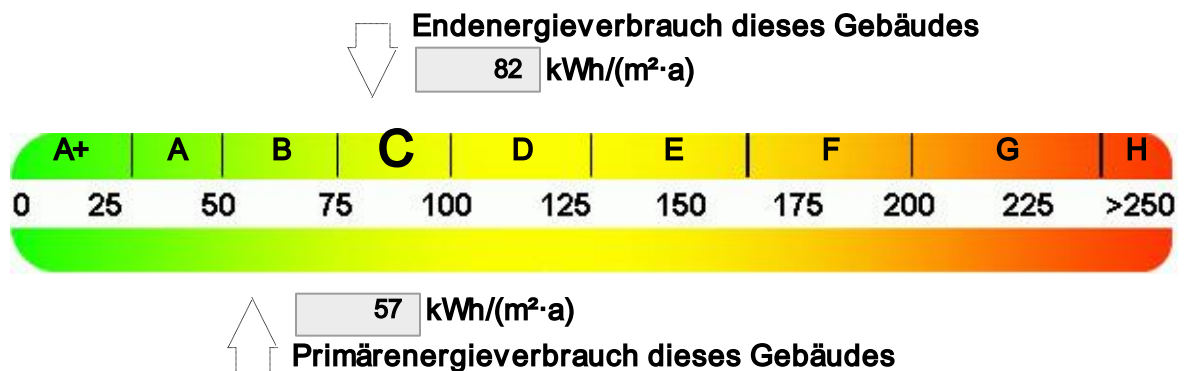 Endenergieverbrauch dieses Gebäudes
82 kWh/(m²·a)
A+ A B C D E F G H
0 25 50 75 100 125 150 175 200 225 >250
57 kWh/(m²·a)
Primärenergieverbrauch dieses Gebäudes